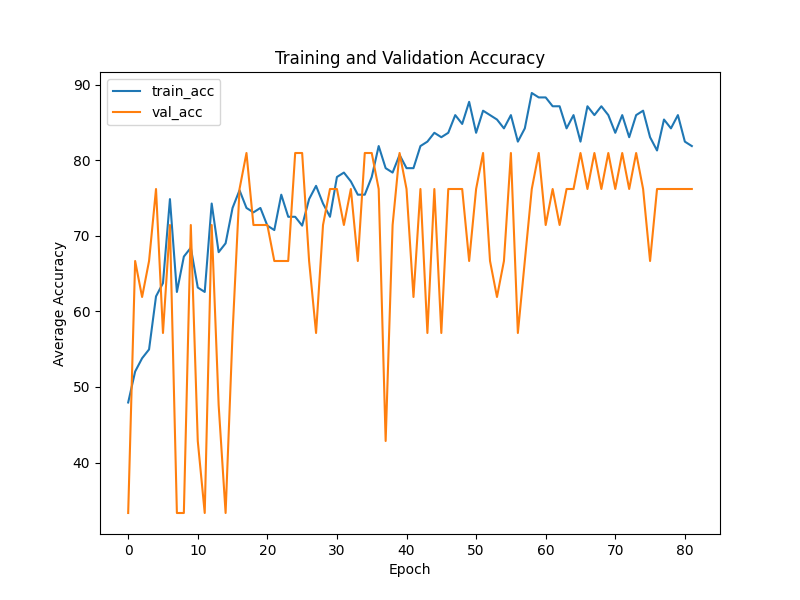 Training and Validation Accuracy
train_acc
val_acc
90
80
70
60
50
40
Average Accuracy
0 10 20 30 40 50 60 70 80
Epoch